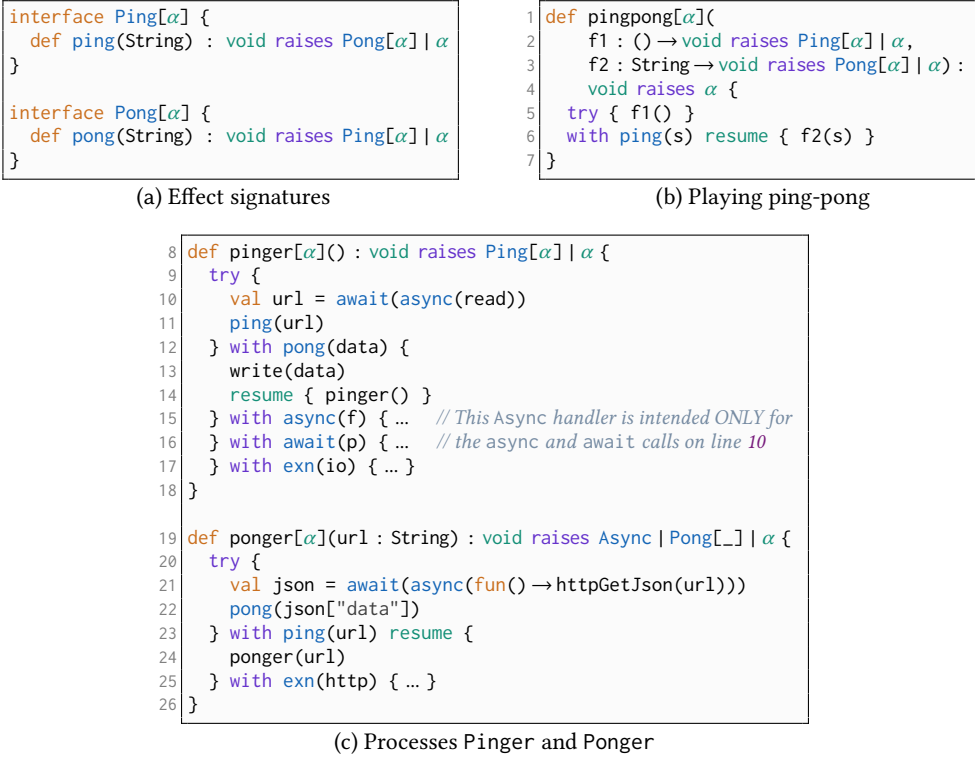 interface Ping[α] {
  def ping(String) : void raises Pong[α] | α
}
interface Pong[α] {
  def pong(String) : void raises Ping[α] | α
}
(a) Effect signatures
1 def pingpong[α](
2     f1 : () → void raises Ping[α] | α,
3     f2 : String → void raises Pong[α] | α) :
4     void raises α {
5   try { f1() }
6   with ping(s) resume { f2(s) }
7 }
(b) Playing ping-pong
8 def pinger[α]() : void raises Ping[α] | α {
9   try {
10     val url = await(async(read))
11     ping(url)
12   } with pong(data) {
13     write(data)
14     resume { pinger() }
15   } with async(f) { …   // This Async handler is intended ONLY for
16   } with await(p) { …   // the async and await calls on line 10
17   } with exn(io) { … }
18 }
19 def ponger[α](url : String) : void raises Async | Pong[_] | α {
20   try {
21     val json = await(async(fun() → httpGetJson(url)))
22     pong(json["data"])
23   } with ping(url) resume {
24     ponger(url)
25   } with exn(http) { … }
26 }
(c) Processes Pinger and Ponger